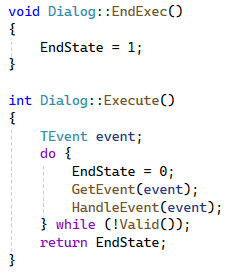 void Dialog::EndExec()
{
    EndState = 1;
}

int Dialog::Execute()
{
    TEvent event;
    do {
        EndState = 0;
        GetEvent(event);
        HandleEvent(event);
    } while (!Valid());
    return EndState;
}